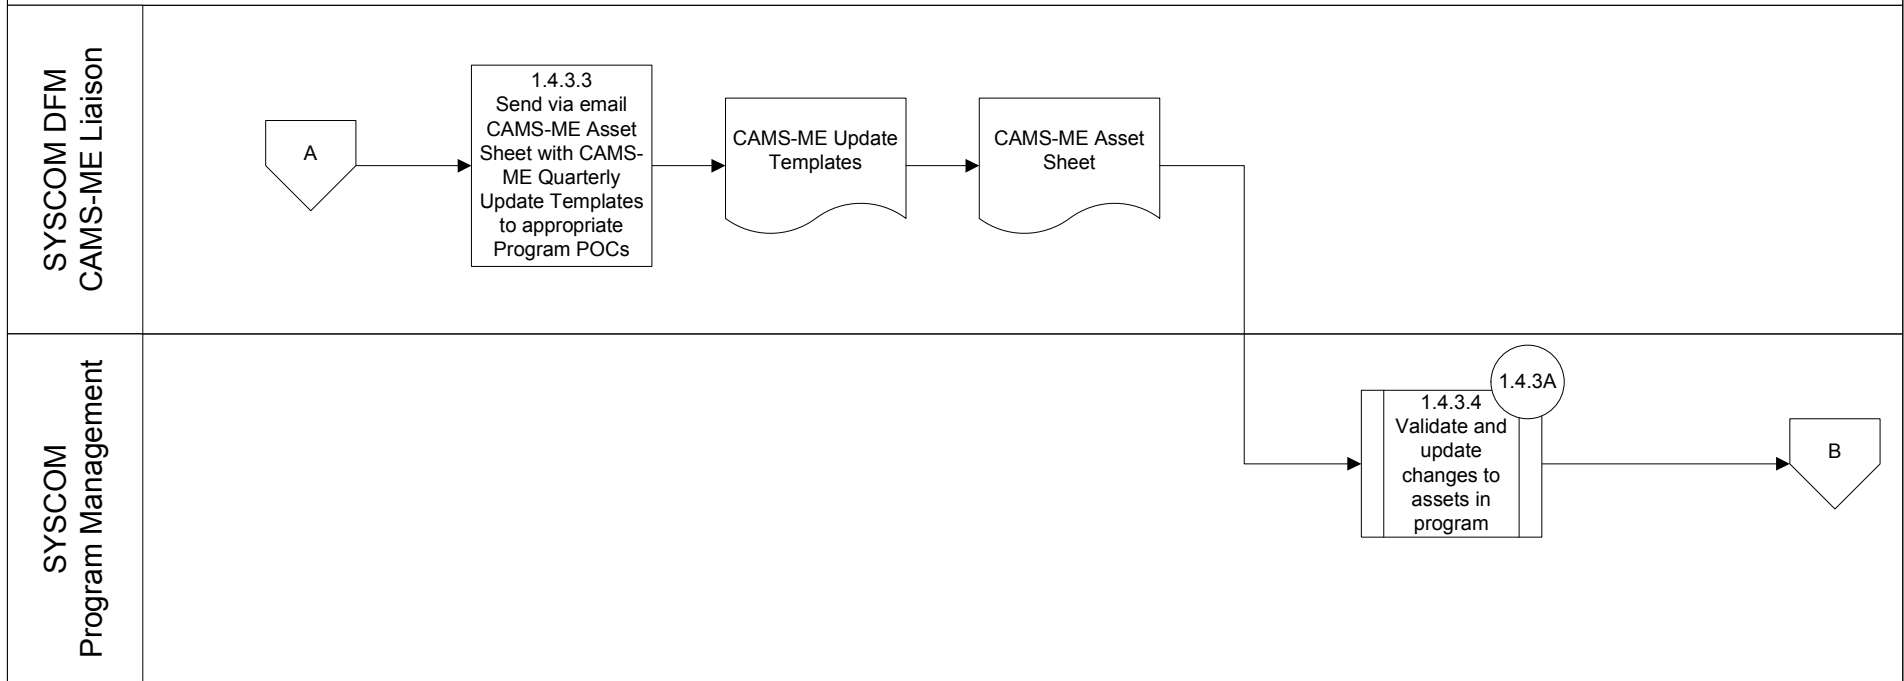 SYSCOM DFM
CAMS-ME Liaison
A
1.4.3.3
Send via email
CAMS-ME Asset
Sheet with CAMS-
ME Quarterly
Update Templates
to appropriate
Program POCs
CAMS-ME Update
Templates
CAMS-ME Asset
Sheet
SYSCOM
Program Management
1.4.3A
1.4.3.4
Validate and
update
changes to
assets in
program
B